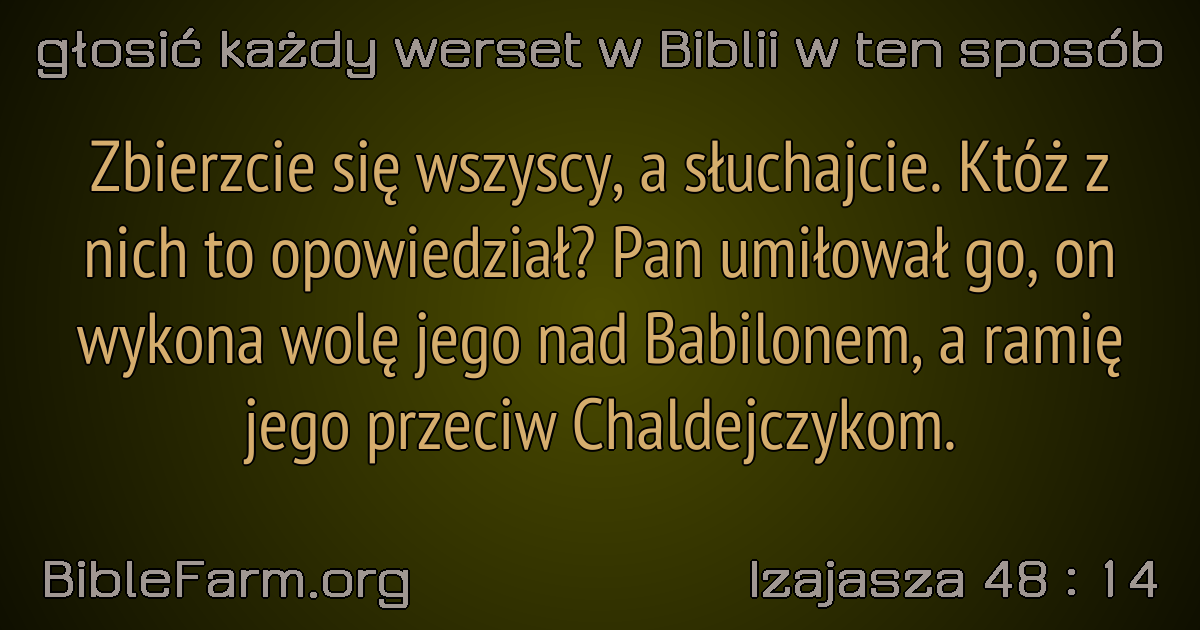 głosić każdy werset w Biblii w ten sposób
Zbierzcie się wszyscy, a słuchajcie. Któż z
nich to opowiedział? Pan umiłował go, on
wykona wolę jego nad Babilonem, a ramię
jego przeciw Chaldejczykom.
BibleFarm.org
Izajasza 48 : 14